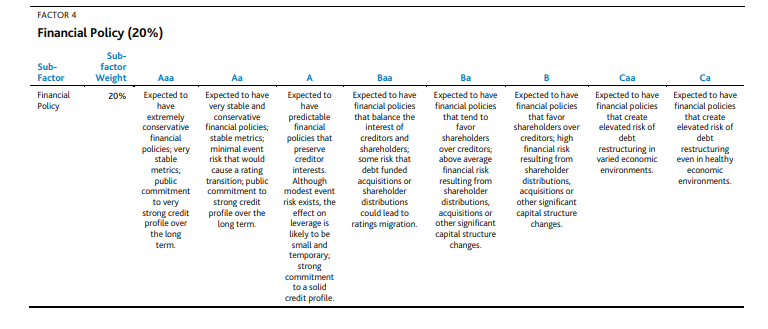 FACTOR 4
Financial Policy (20%)
Sub-
Factor
Sub-
factor
Weight
Aaa
Aa
A
Baa
Ba
B
Caa
Ca
Financial
Policy
20%
Expected to
have
extremely
conservative
financial
policies; very
stable
metrics;
public
commitment
to very
strong credit
profile over
the long
term.
Expected to have
very stable and
conservative
financial policies;
stable metrics;
minimal event
risk that would
cause a rating
transition; public
commitment to
strong credit
profile over the
long term.
Expected to
have
predictable
financial
policies that
preserve
creditor
interests.
Although
modest event
risk exists, the
effect on
leverage is
likely to be
small and
temporary;
strong
commitment
to a solid
credit profile.
Expected to have
financial policies
that balance the
interest of
creditors and
shareholders;
some risk that
debt funded
acquisitions or
shareholder
distributions
could lead to
ratings migration.
Expected to have
financial policies
that tend to
favor
shareholders
over creditors;
above average
financial risk
resulting from
shareholder
distributions,
acquisitions or
other significant
capital structure
changes.
Expected to have
financial policies
that favor
shareholders over
creditors; high
financial risk
resulting from
shareholder
distributions,
acquisitions or
other significant
capital structure
changes.
Expected to have
financial policies
that create
elevated risk of
debt
restructuring in
varied economic
environments.
Expected to have
financial policies
that create
elevated risk of
debt
restructuring
even in healthy
economic
environments.